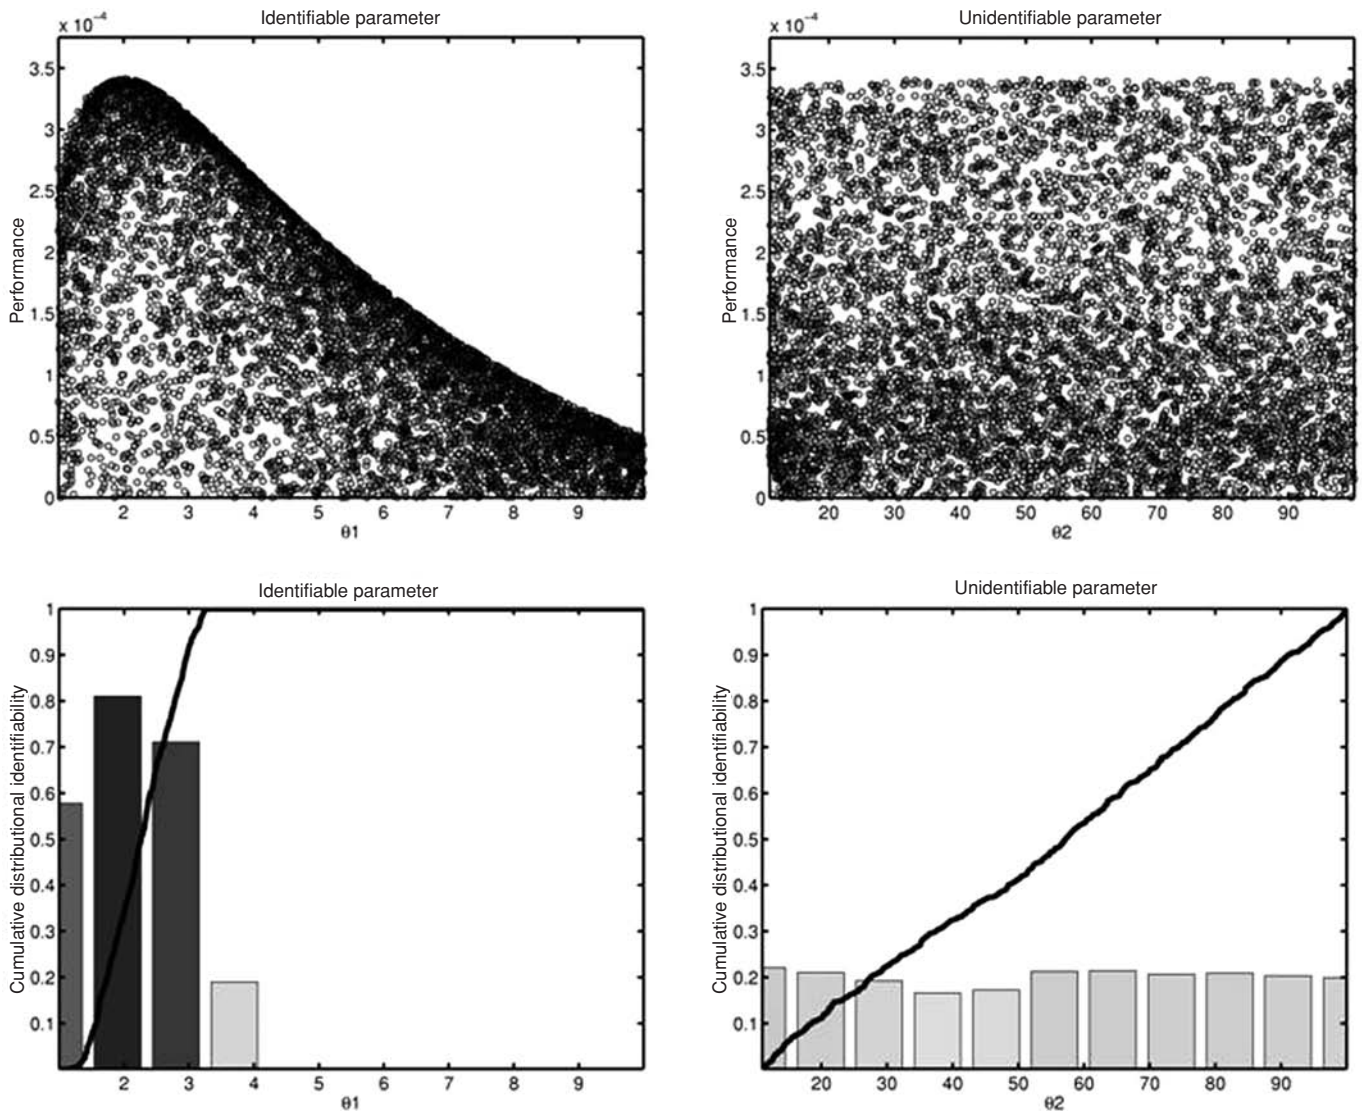 Identifiable parameter
x 10⁻⁴
3.5
3
2.5
2
1.5
1
0.5
0
Performance
2 3 4 5 6 7 8 9
θ1
Unidentifiable parameter
x 10⁻⁴
3.5
3
2.5
2
1.5
1
0.5
0
Performance
20 30 40 50 60 70 80 90
θ2
Identifiable parameter
1
0.9
0.8
0.7
0.6
0.5
0.4
0.3
0.2
0.1
Cumulative distributional identifiability
2 3 4 5 6 7 8 9
θ1
Unidentifiable parameter
1
0.9
0.8
0.7
0.6
0.5
0.4
0.3
0.2
0.1
Cumulative distributional identifiability
20 30 40 50 60 70 80 90
θ2